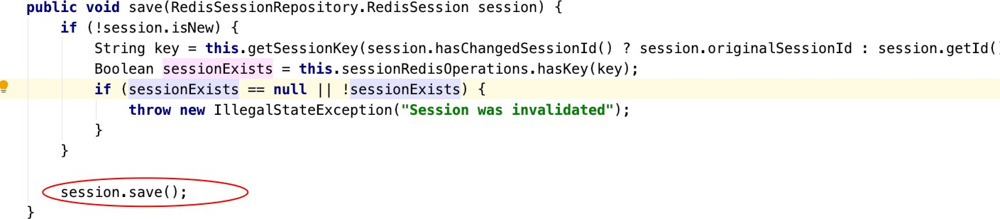 public void save(RedisSessionRepository.RedisSession session) {
if (!session.isNew) {
String key = this.getSessionKey(session.hasChangedSessionId() ? session.originalSessionId : session.getId()
Boolean sessionExists = this.sessionRedisOperations.hasKey(key);
if (sessionExists == null || !sessionExists) {
throw new IllegalStateException("Session was invalidated");
}
}
session.save();
}